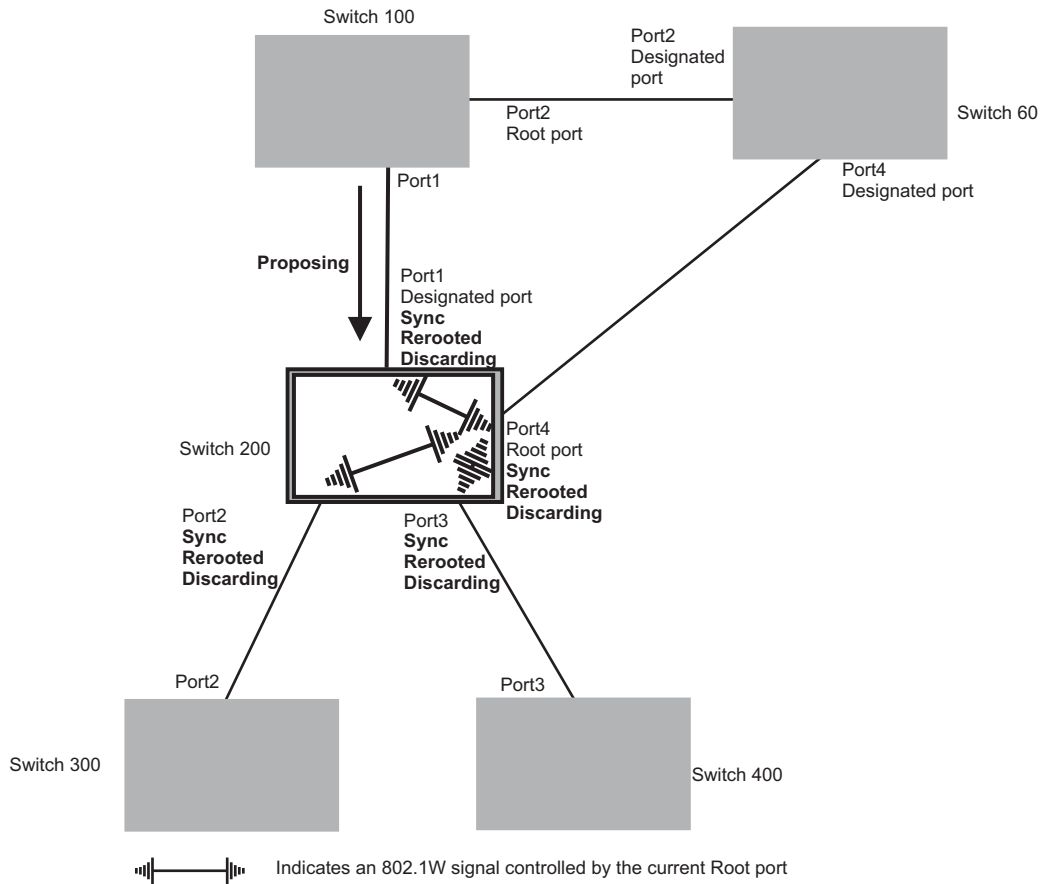 Switch 100
Port2
Designated
port
Port2
Root port
Switch 60
Port1
Port4
Designated port
Proposing
Port1
Designated port
Sync
Rerooted
Discarding
Switch 200
Port4
Root port
Sync
Rerooted
Discarding
Port2
Sync
Rerooted
Discarding
Port3
Sync
Rerooted
Discarding
Port2
Port3
Switch 300
Switch 400
Indicates an 802.1W signal controlled by the current Root port